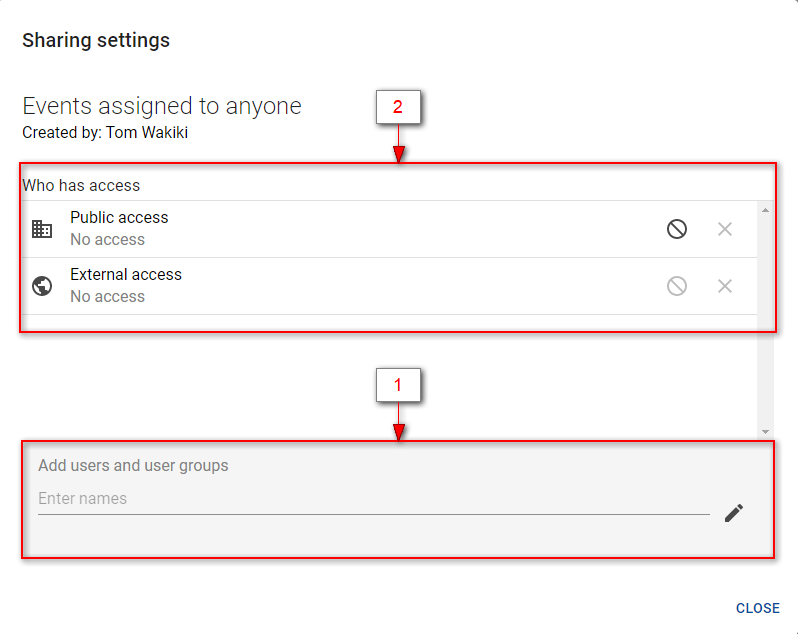 Sharing settings
Events assigned to anyone
Created by: Tom Wakiki
2
Who has access
Public access
No access
External access
No access
1
Add users and user groups
Enter names
CLOSE